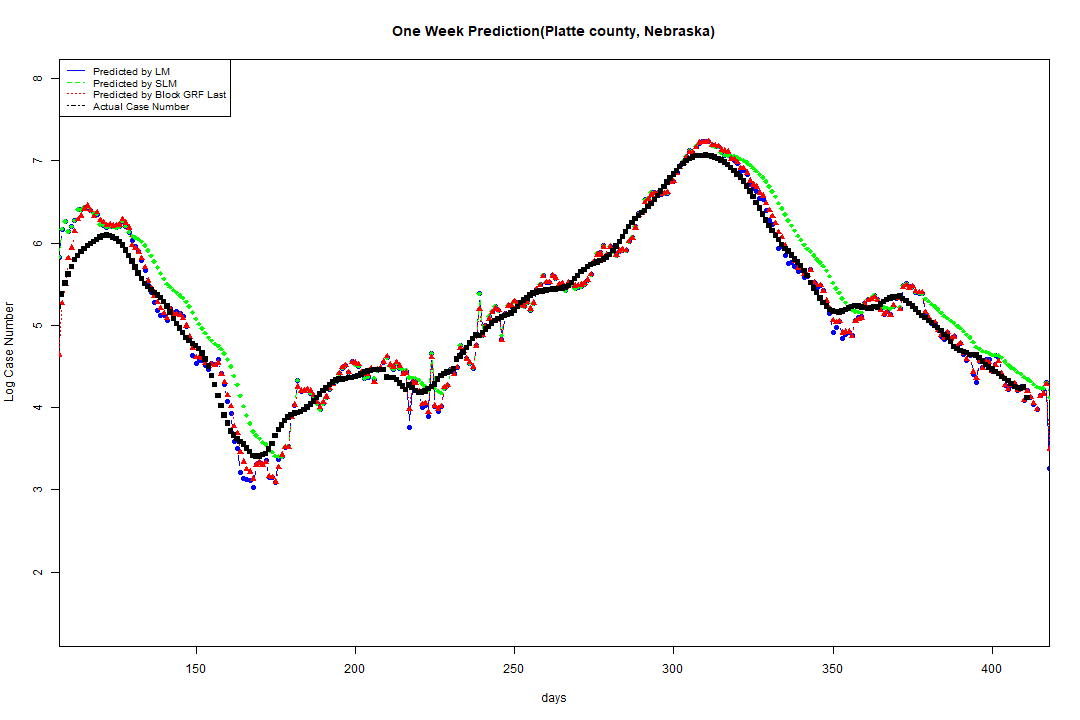 One Week Prediction(Platte county, Nebraska)
Predicted by LM
Predicted by SLM
Predicted by Block GRF Last
Actual Case Number
8
7
6
5
4
3
2
Log Case Number
150 200 250 300 350 400
days